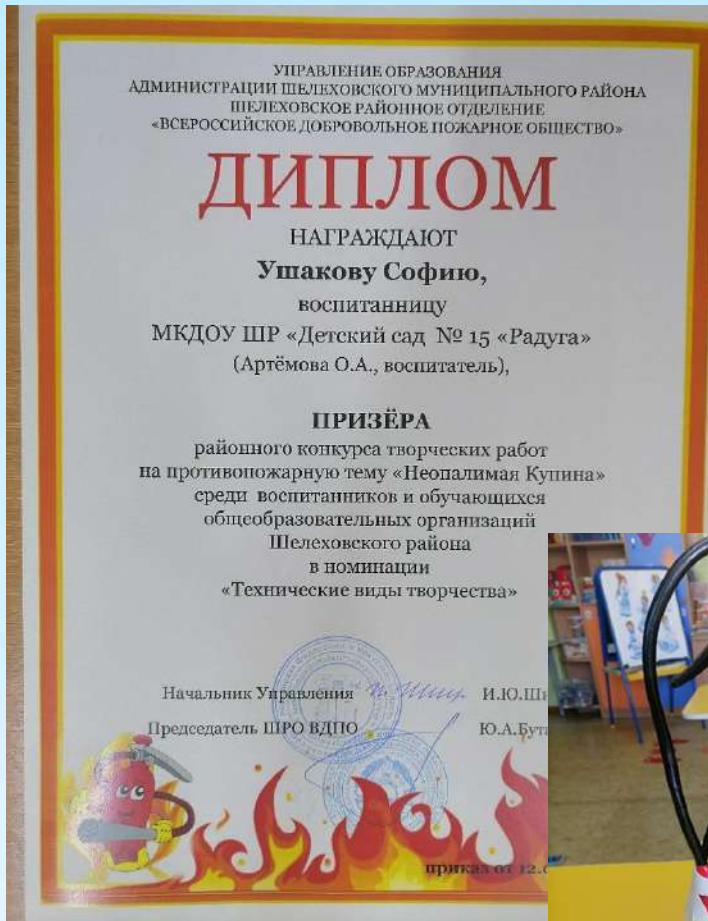 УПРАВЛЕНИЕ ОБРАЗОВАНИЯ
АДМИНИСТРАЦИИ ШЕЛЕХОВСКОГО МУНИЦИПАЛЬНОГО РАЙОНА
ШЕЛЕХОВСКОЕ РАЙОННОЕ ОТДЕЛЕНИЕ
«ВСЕРОССИЙСКОЕ ДОБРОВОЛЬНОЕ ПОЖАРНОЕ ОБЩЕСТВО»
ДИПЛОМ
НАГРАЖДАЮТ
Ушакову Софию,
воспитанницу
МКДОУ ШР «Детский сад № 15 «Радуга»
(Артёмова О.А., воспитатель),
ПРИЗЁРА
районного конкурса творческих работ
на противопожарную тему «Неопалимая Купина»
среди воспитанников и обучающихся
общеобразовательных организаций
Шелеховского района
в номинации
«Технические виды творчества»
Начальник Управления И.Ю.
Председатель ШРО ВДПО Ю.А.
приказ от